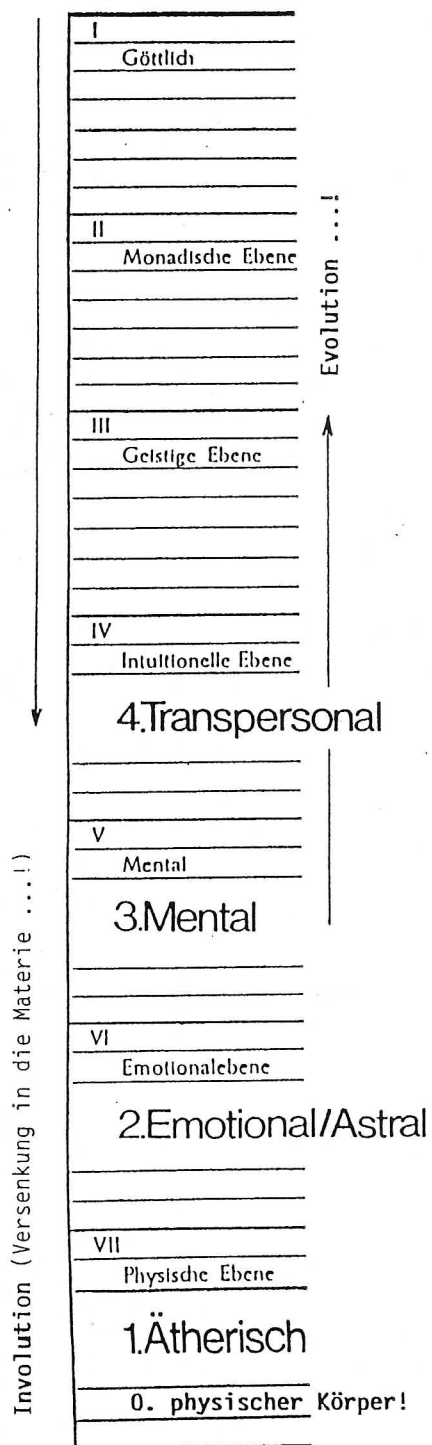 I
Göttlich
II
Monadische Ebene
Evolution ...!
III
Geistige Ebene
IV
Intuitionelle Ebene
4.Transpersonal
V
Mental
3.Mental
VI
Emotionalebene
2.Emotional/Astral
VII
Physische Ebene
1.Ätherisch
0. physischer Körper!
Involution (Versenkung in die Materie ...!)